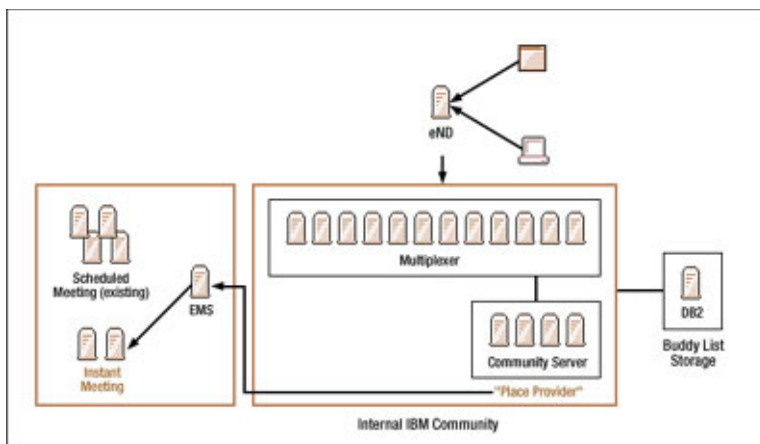 eND
Multiplexer
Scheduled
Meeting (existing)
EMS
Instant
Meeting
Community Server
"Place Provider"
DB2
Buddy List
Storage
Internal IBM Community